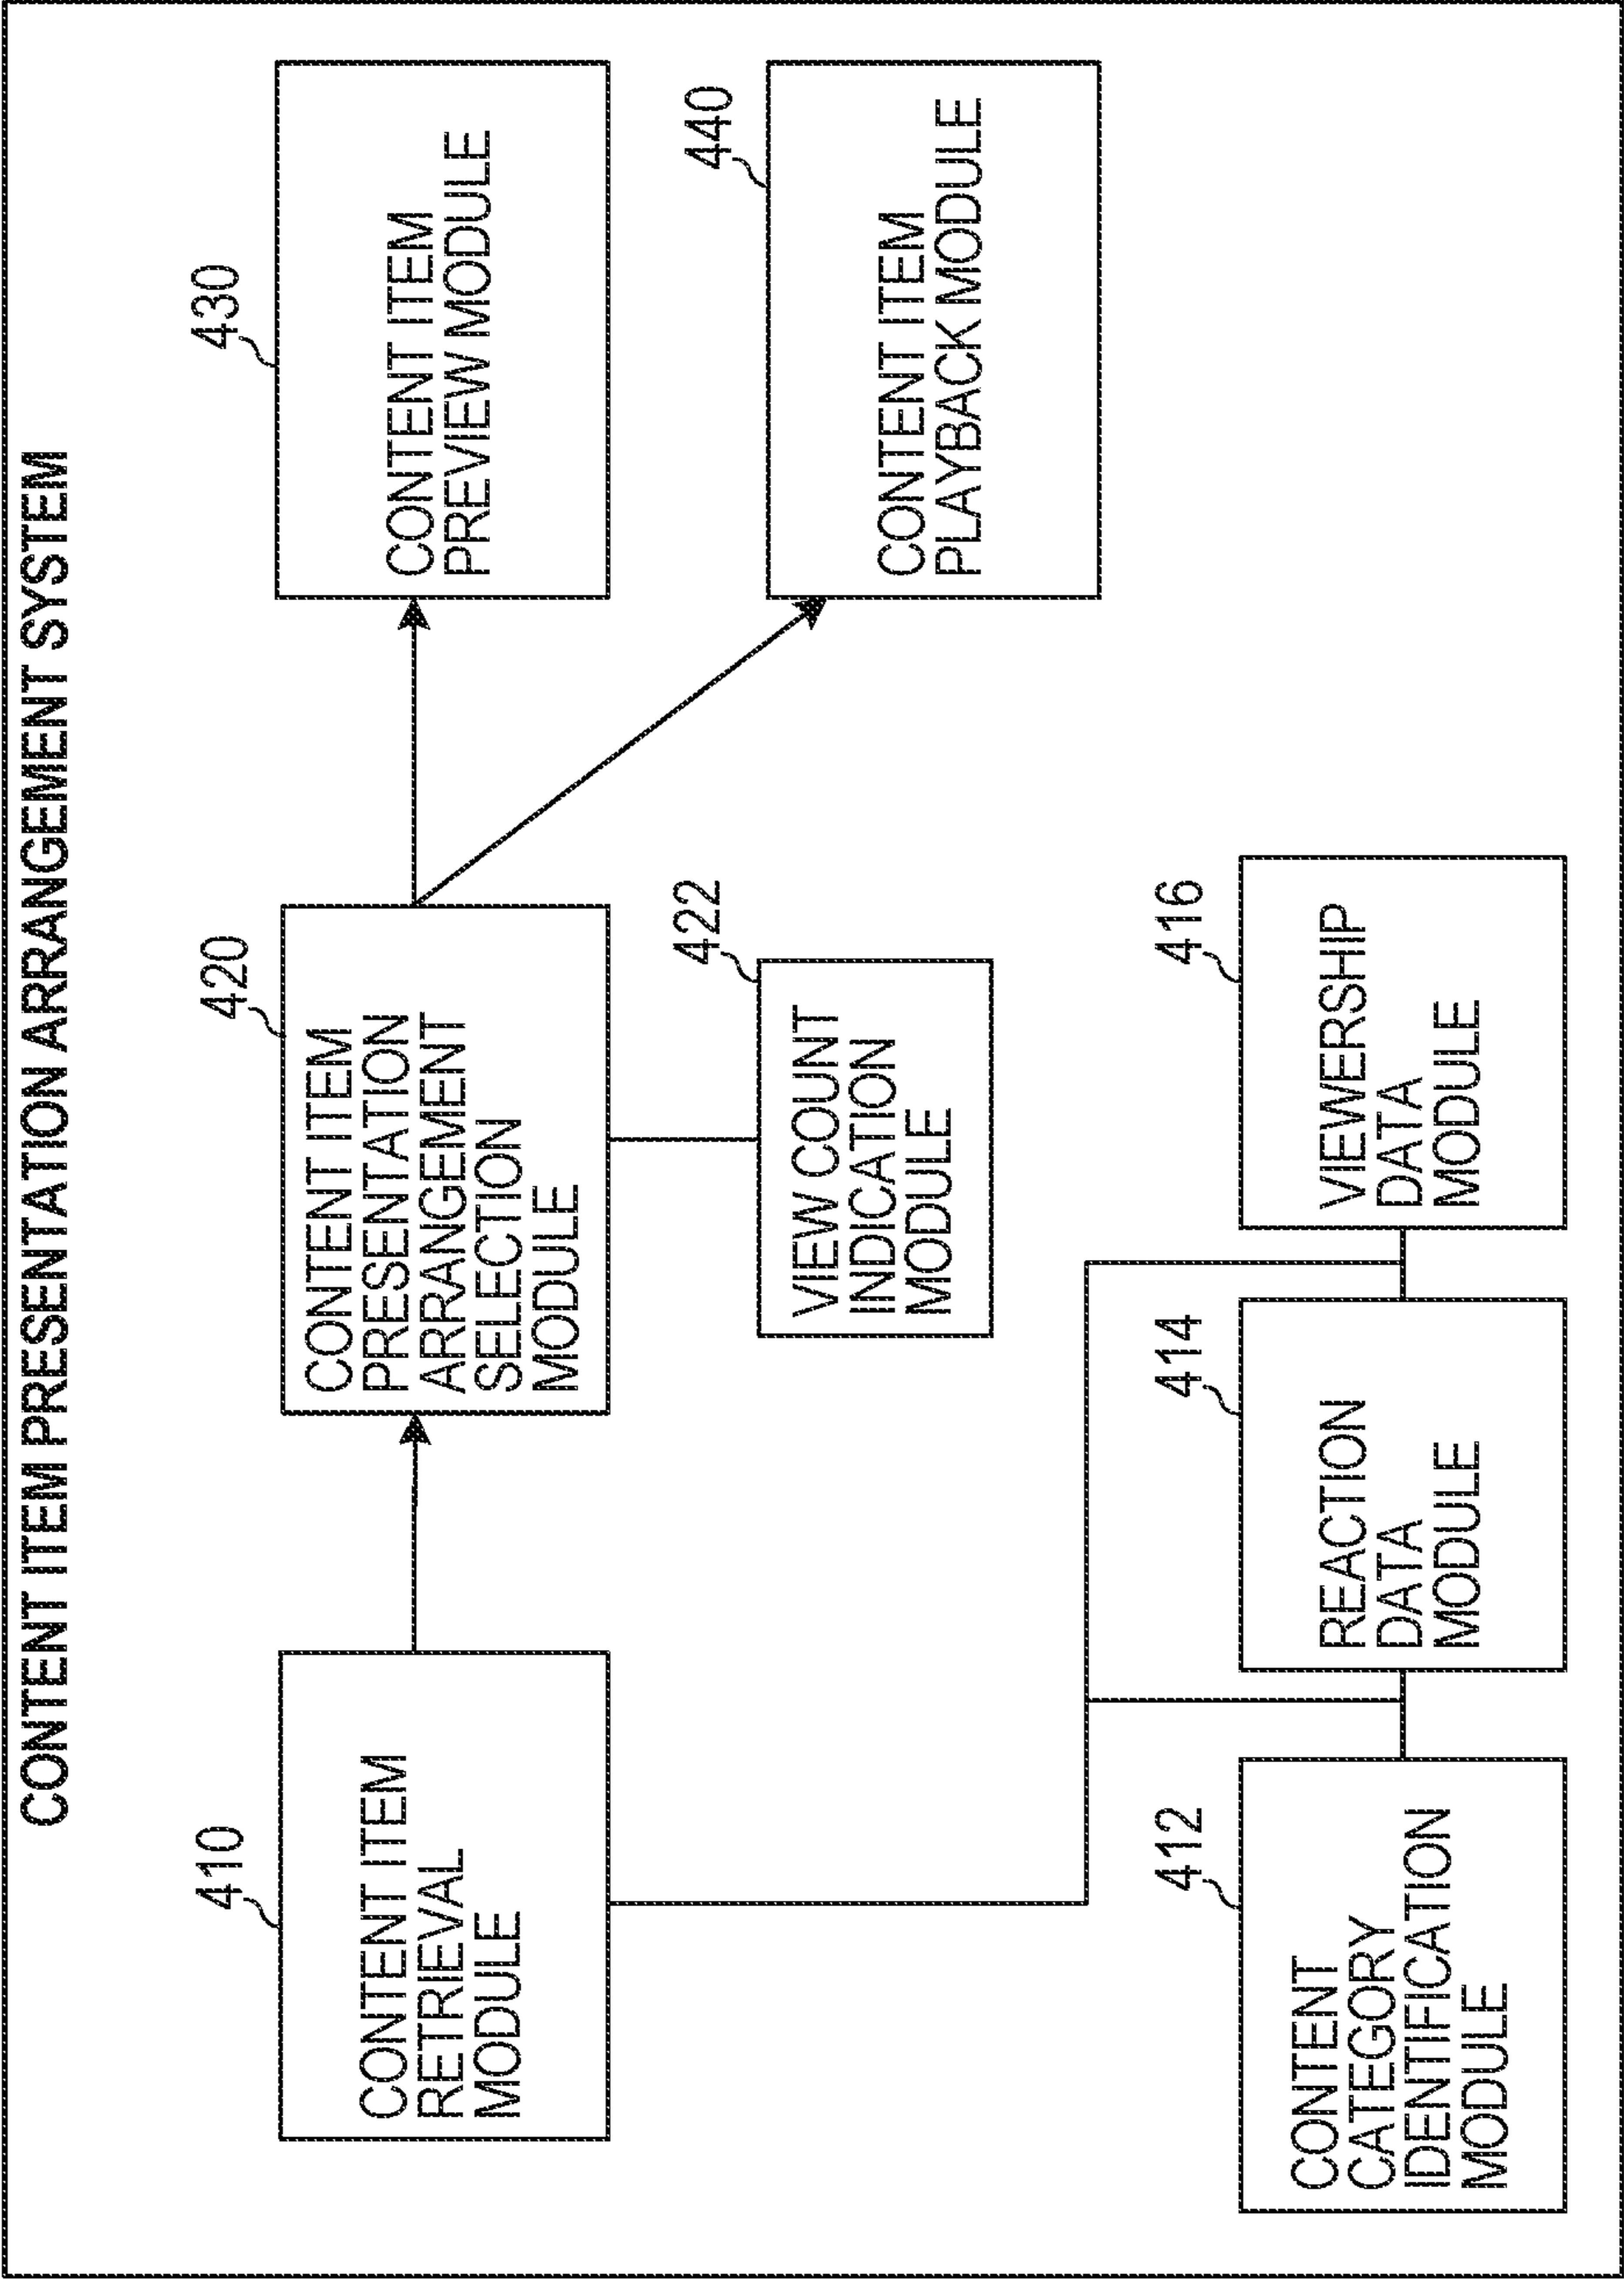 CONTENT ITEM PRESENTATION ARRANGEMENT SYSTEM
410
CONTENT ITEM
RETRIEVAL
MODULE
420
CONTENT ITEM
PRESENTATION
ARRANGEMENT
SELECTION
MODULE
430
CONTENT ITEM
PREVIEW MODULE
422
VIEW COUNT
INDICATION
MODULE
440
CONTENT ITEM
PLAYBACK MODULE
412
CONTENT
CATEGORY
IDENTIFICATION
MODULE
414
REACTION
DATA
MODULE
416
VIEWERSHIP
DATA
MODULE